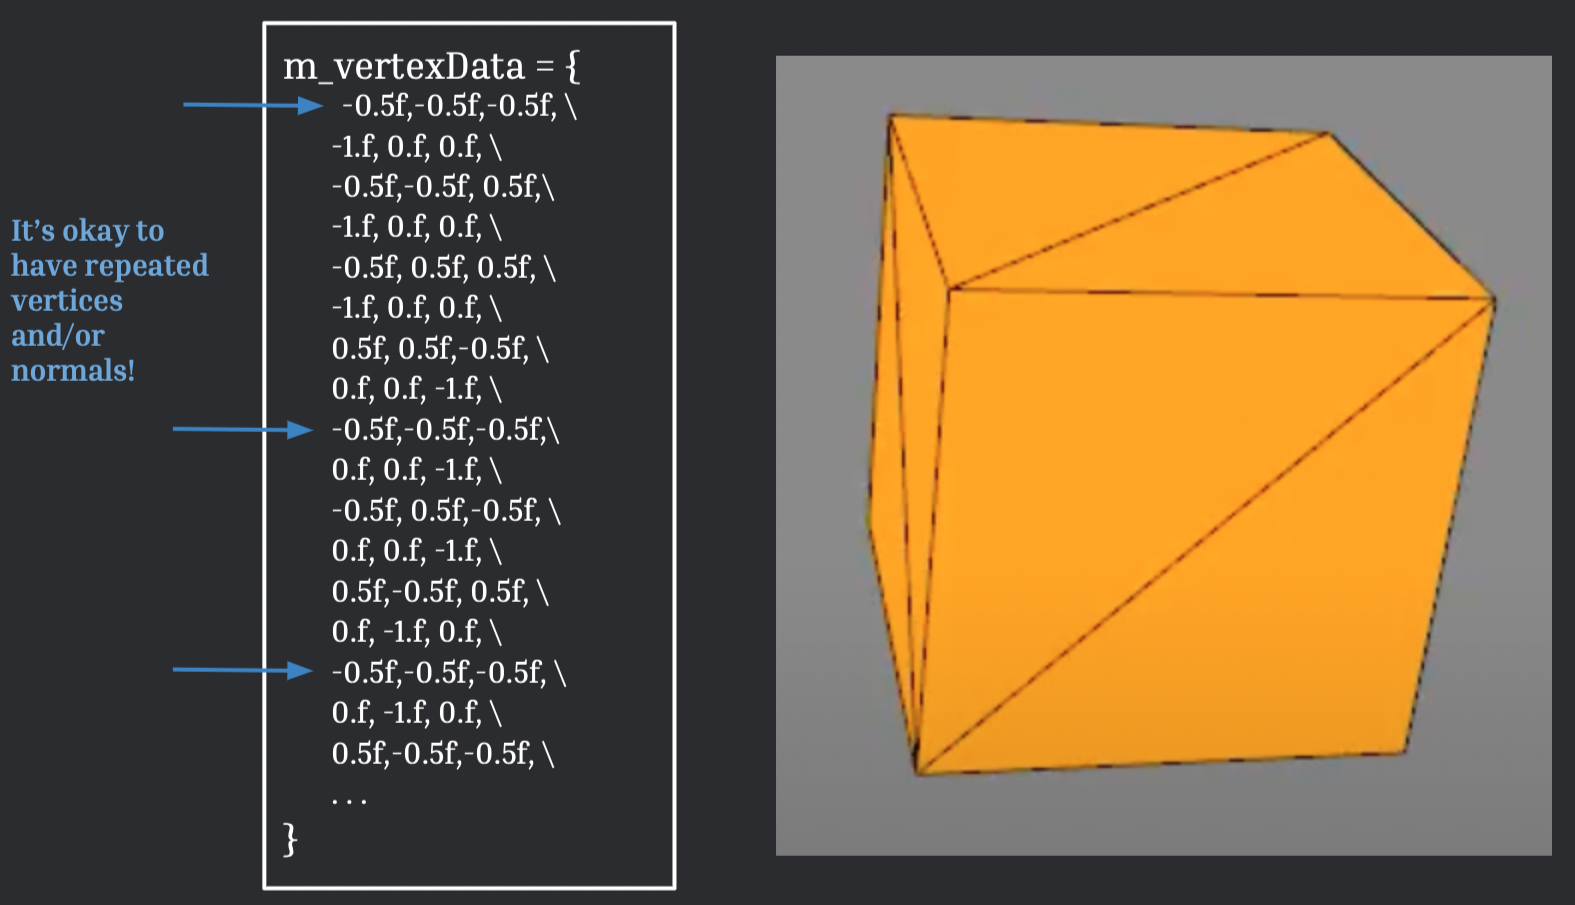 m_vertexData = {
-0.5f,-0.5f,-0.5f, \
-1.f, 0.f, 0.f, \
-0.5f,-0.5f, 0.5f,\
-1.f, 0.f, 0.f, \
-0.5f, 0.5f, 0.5f, \
-1.f, 0.f, 0.f, \
0.5f, 0.5f,-0.5f, \
0.f, 0.f, -1.f, \
-0.5f,-0.5f,-0.5f,\
0.f, 0.f, -1.f, \
-0.5f, 0.5f,-0.5f, \
0.f, 0.f, -1.f, \
0.5f,-0.5f, 0.5f, \
0.f, -1.f, 0.f, \
-0.5f,-0.5f,-0.5f, \
0.f, -1.f, 0.f, \
0.5f,-0.5f,-0.5f, \
. . .
}
It’s okay to
have repeated
vertices
and/or
normals!